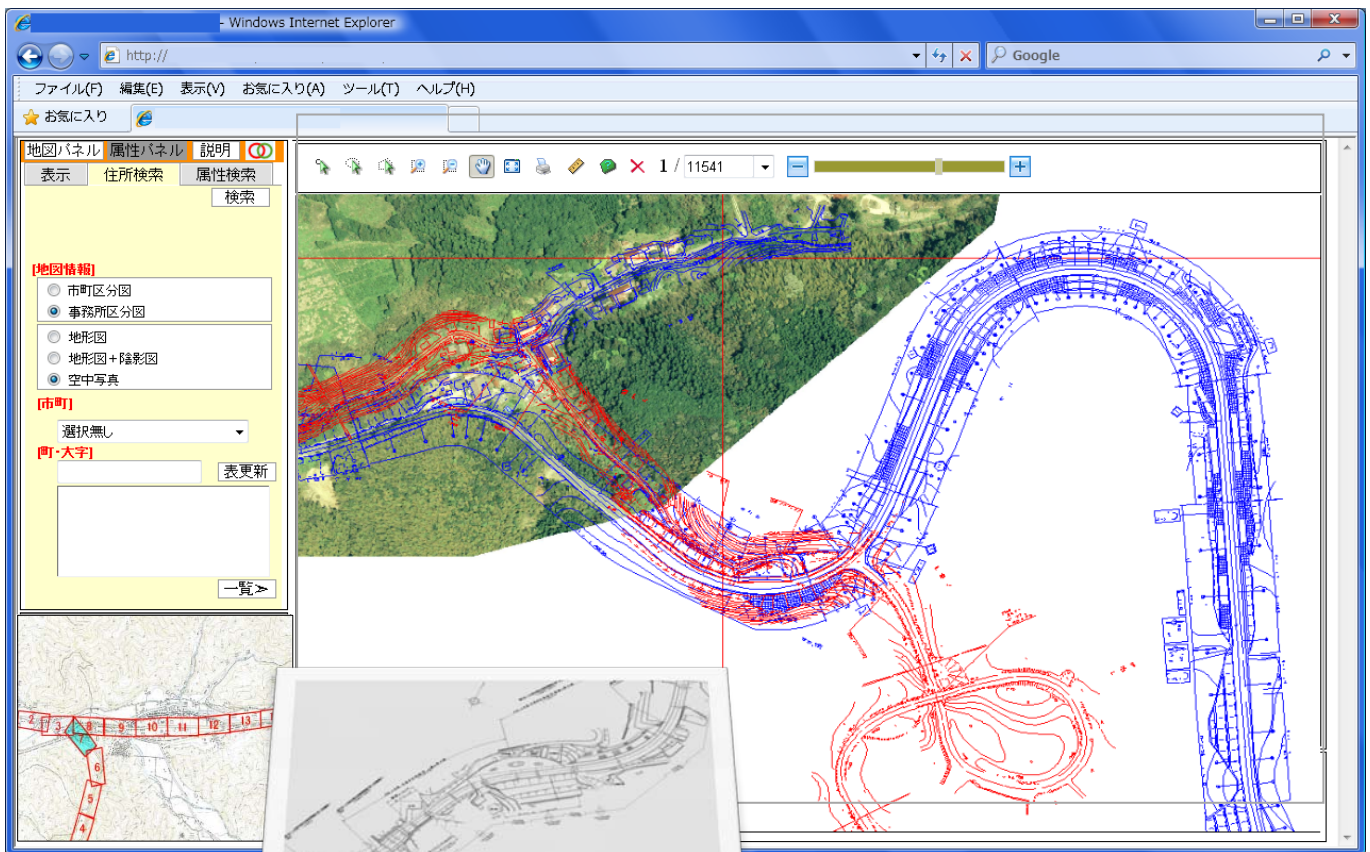 - Windows Internet Explorer
http://
Google
ファイル(F) 編集(E) 表示(V) お気に入り(A) ツール(T) ヘルプ(H)
お気に入り
地図パネル 属性パネル 説明
表示 住所検索 属性検索
検索
1 / 11541
[地図情報]
市町区分図
事務所区分図
地形図
地形図+陰影図
空中写真
[市町]
選択無し
[町・大字]
表更新
一覧≻
2 3 8 9 10 11 12 13
7
6
5
4